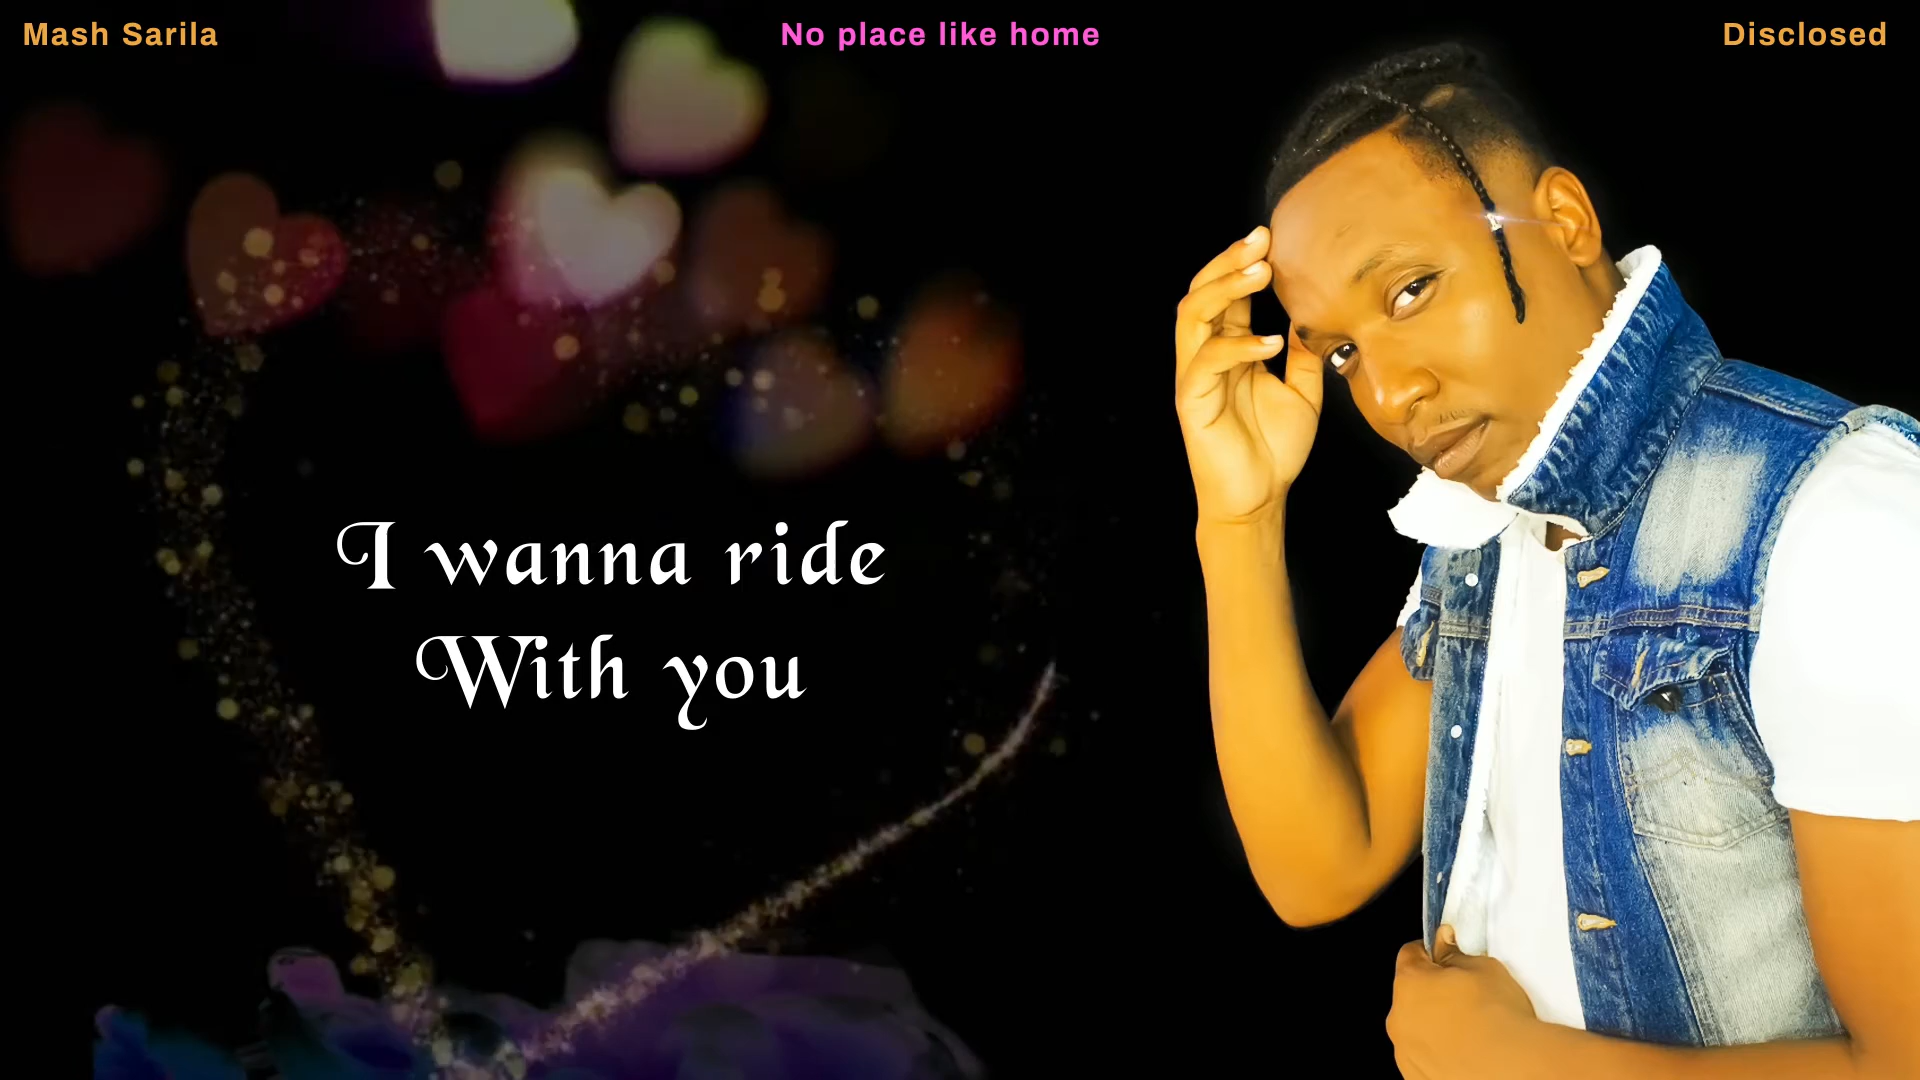 Mash Sarila
No place like home
Disclosed
I wanna ride
With you